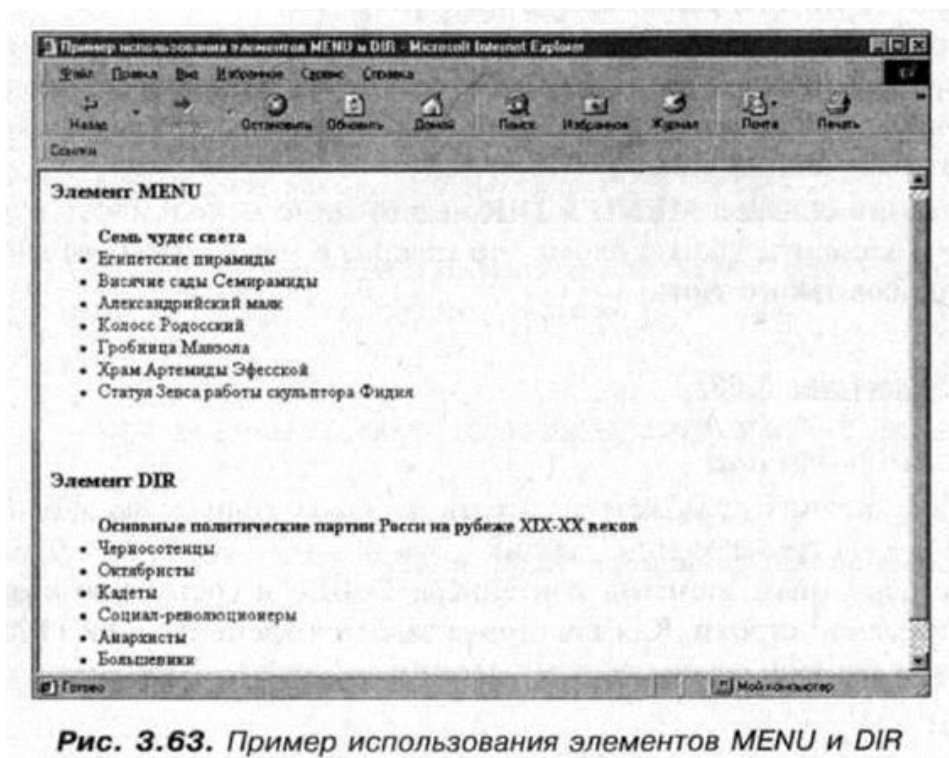 Пример использования элементов MENU и DIR - Microsoft Internet Explorer
Файл Правка Вид Избранное Сервис Справка
Назад Остановить Обновить Домой Поиск Избранное Журнал Почта Печать
Ссылки
Элемент MENU
Семь чудес света
• Египетские пирамиды
• Висячие сады Семирамиды
• Александрийский маяк
• Колосс Родосский
• Гробница Мавзола
• Храм Артемиды Эфесской
• Статуя Зевса работы скульптора Фидия
Элемент DIR
Основные политические партии Росси на рубеже XIX-XX веков
• Черносотенцы
• Октябристы
• Кадеты
• Социал-революционеры
• Анархисты
• Большевики
Готово Мой компьютер
Рис. 3.63. Пример использования элементов MENU и DIR